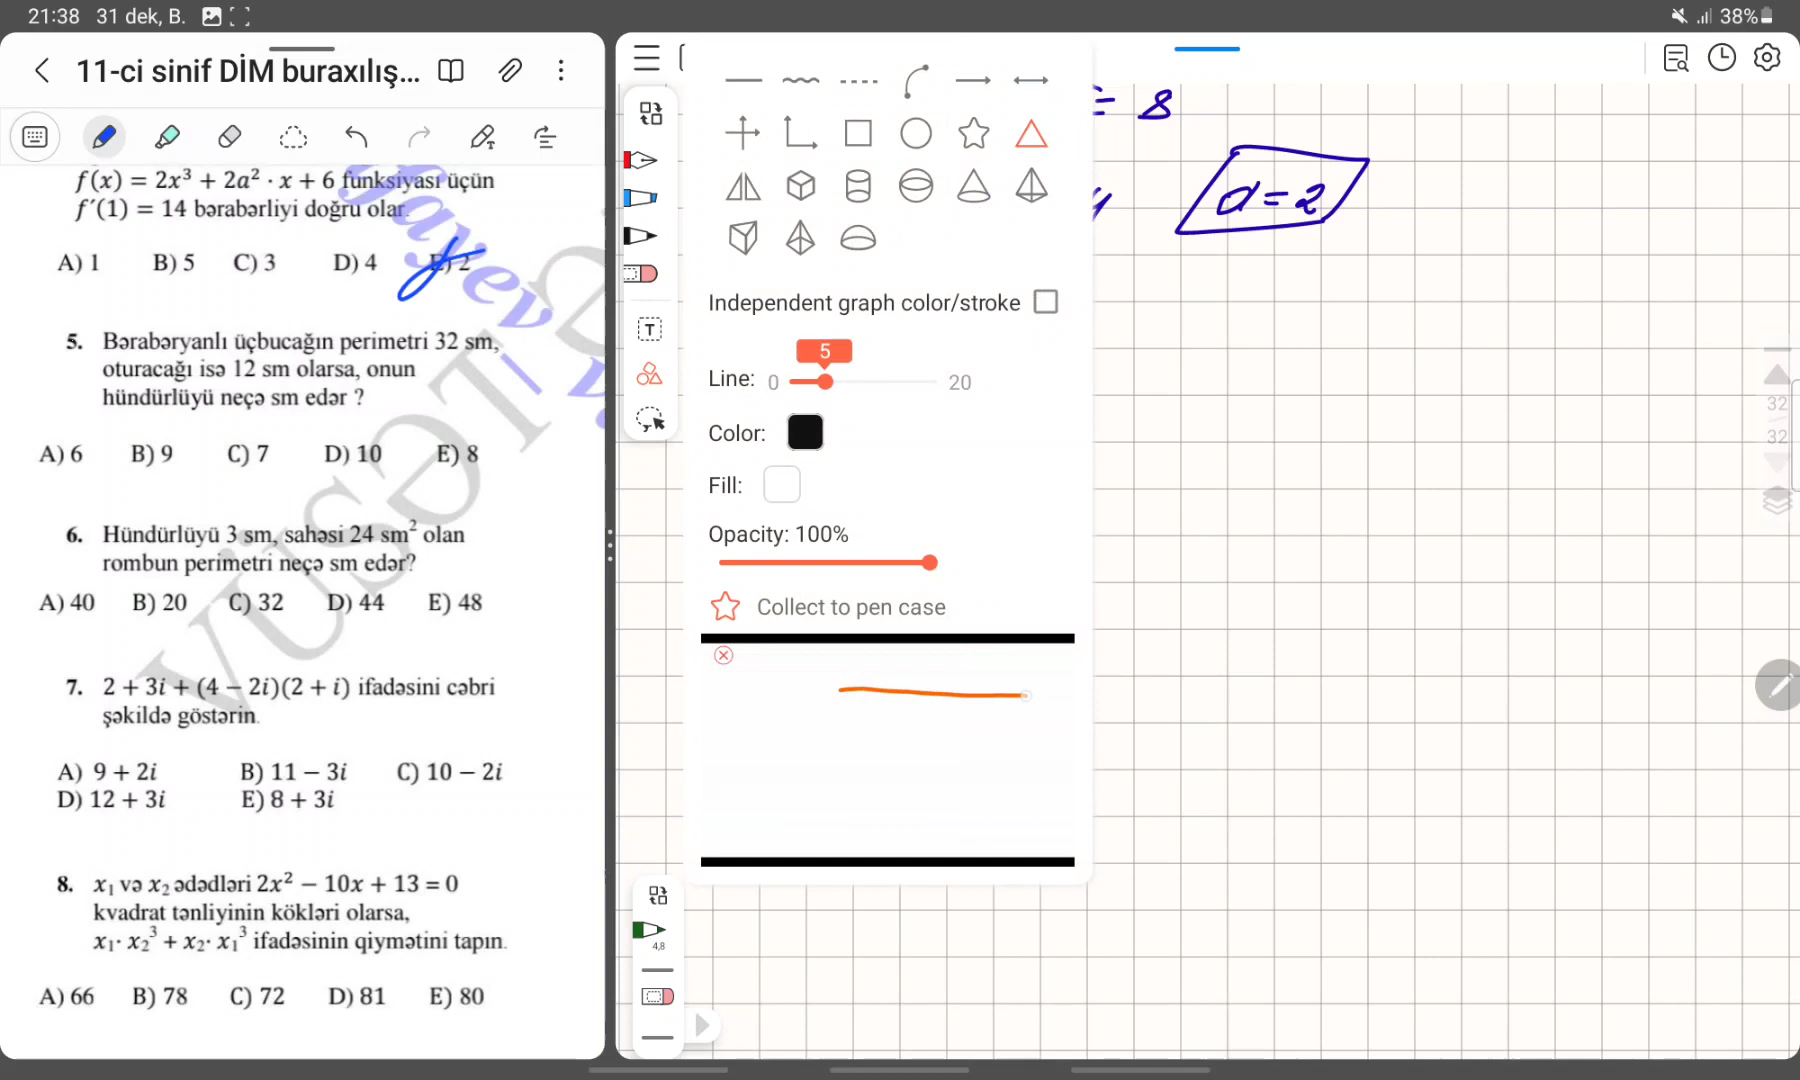 21:38 31 dek, B.
38%
11-ci sinif DİM buraxılış...
f(x) = 2x³ + 2a² · x + 6 funksiyası üçün
f′(1) = 14 bərabərliyi doğru olar.
A) 1 B) 5 C) 3 D) 4 E) 2
5. Bərabəryanlı üçbucağın perimetri 32 sm,
oturacağı isə 12 sm olarsa, onun
hündürlüyü neçə sm edər ?
A) 6 B) 9 C) 7 D) 10 E) 8
6. Hündürlüyü 3 sm, sahəsi 24 sm² olan
rombun perimetri neçə sm edər?
A) 40 B) 20 C) 32 D) 44 E) 48
7. 2 + 3i + (4 − 2i)(2 + i) ifadəsini cəbri
şəkildə göstərin.
A) 9 + 2i B) 11 − 3i C) 10 − 2i
D) 12 + 3i E) 8 + 3i
8. x₁ və x₂ ədədləri 2x² − 10x + 13 = 0
kvadrat tənliyinin kökləri olarsa,
x₁· x₂³ + x₂· x₁³ ifadəsinin qiymətini tapın.
A) 66 B) 78 C) 72 D) 81 E) 80
VÜSƏT
fayev
T
Independent graph color/stroke
5
Line: 0 20
Color:
Fill:
Opacity: 100%
Collect to pen case
4,8
= 8
a = 2
32
32